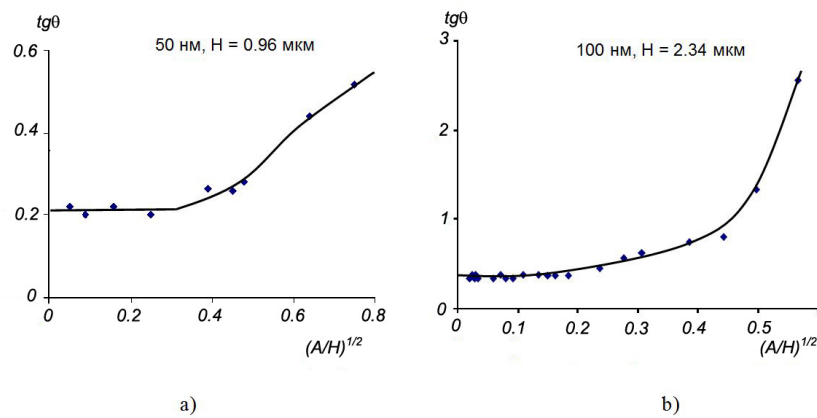 tgθ
50 нм, H = 0.96 мкм
0.6
0.4
0.2
0
0 0.2 0.4 0.6 0.8
(A/H)1/2
a)
tgθ
100 нм, H = 2.34 мкм
3
2
1
0
0 0.1 0.2 0.3 0.4 0.5
(A/H)1/2
b)